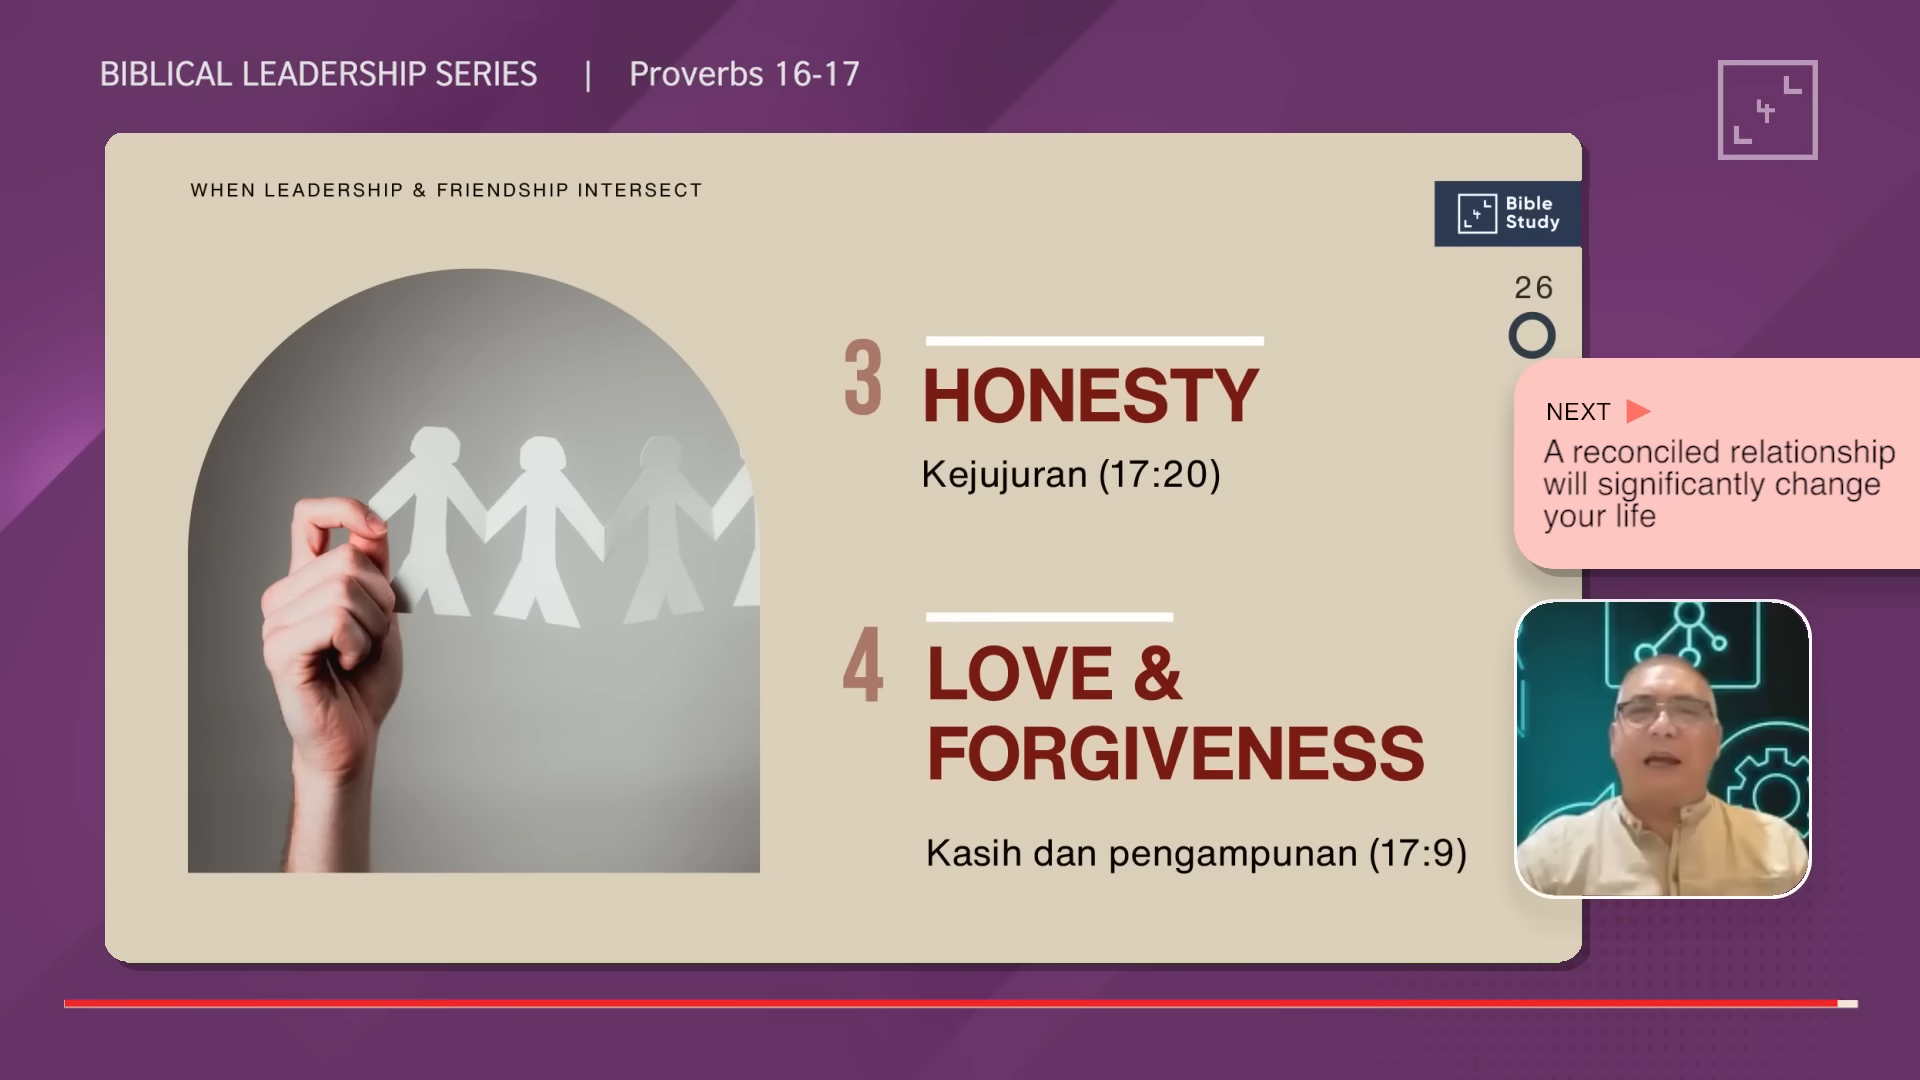 BIBLICAL LEADERSHIP SERIES | Proverbs 16-17
WHEN LEADERSHIP & FRIENDSHIP INTERSECT
Bible
Study
26
3
HONESTY
Kejujuran (17:20)
NEXT
A reconciled relationship
will significantly change
your life
4
LOVE &
FORGIVENESS
Kasih dan pengampunan (17:9)